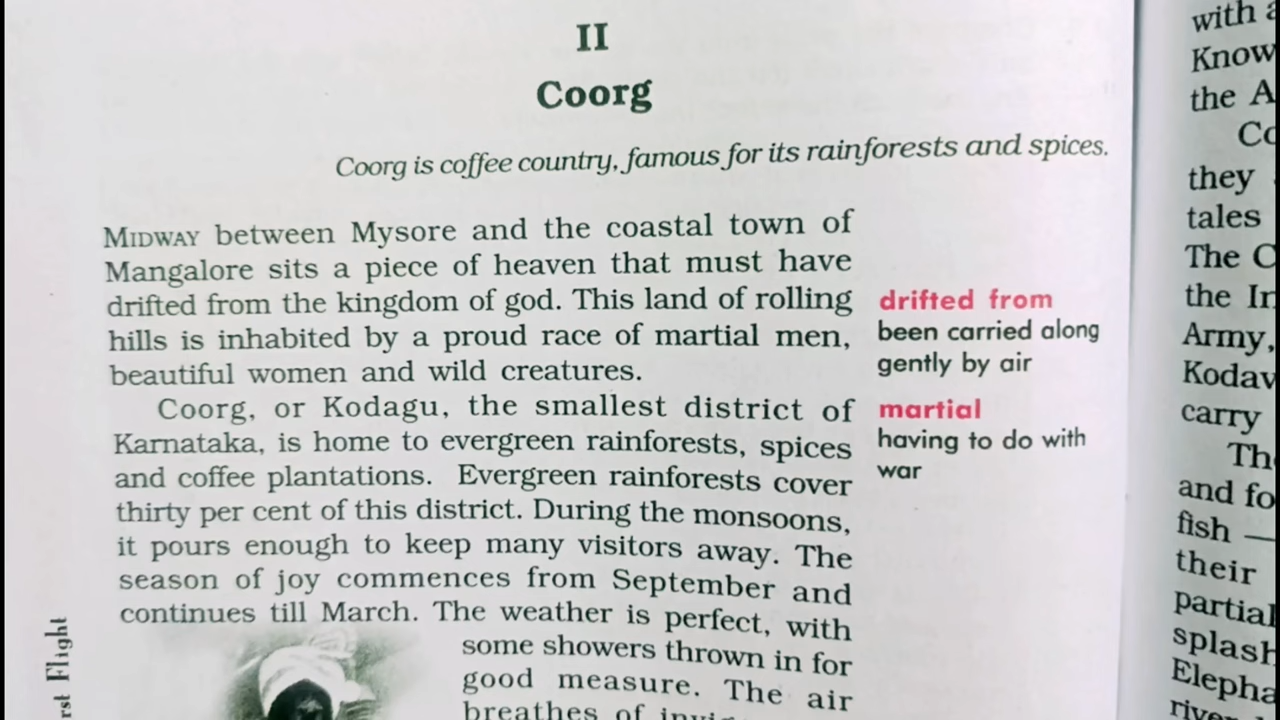 II
Coorg
Coorg is coffee country, famous for its rainforests and spices.
MIDWAY between Mysore and the coastal town of
Mangalore sits a piece of heaven that must have
drifted from the kingdom of god. This land of rolling
hills is inhabited by a proud race of martial men,
beautiful women and wild creatures.
Coorg, or Kodagu, the smallest district of
Karnataka, is home to evergreen rainforests, spices
and coffee plantations. Evergreen rainforests cover
thirty per cent of this district. During the monsoons,
it pours enough to keep many visitors away. The
season of joy commences from September and
continues till March. The weather is perfect, with
some showers thrown in for
good measure. The air
breathes of
drifted from
been carried along
gently by air
martial
having to do with
war
Flight
with
Know
the A
Co
they
tales
The C
the In
Army,
Kodav
carry
The
and fo
fish —
their
partial
splash
Elepha